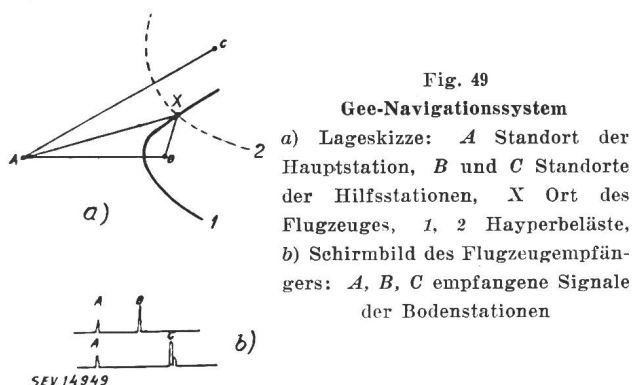 C
X
A
B
2
a)
1
A
B
A
C
b)
SEV 14949
Fig. 49
Gee-Navigationssystem
a) Lageskizze: A Standort der
Hauptstation, B und C Standorte
der Hilfsstationen, X Ort des
Flugzeuges, 1, 2 Hayperbeläste,
b) Schirmbild des Flugzeugempfän-
gers: A, B, C empfangene Signale
der Bodenstationen